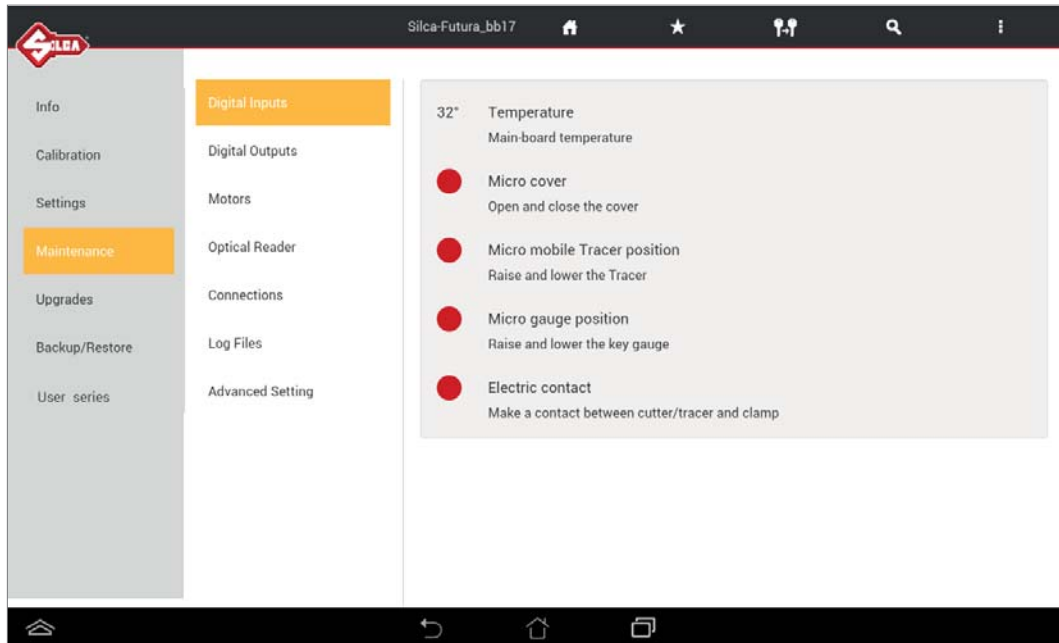 SILCA
Silca-Futura_bb17
Info
Calibration
Settings
Maintenance
Upgrades
Backup/Restore
User series
Digital Inputs
Digital Outputs
Motors
Optical Reader
Connections
Log Files
Advanced Setting
32° Temperature
Main-board temperature
Micro cover
Open and close the cover
Micro mobile Tracer position
Raise and lower the Tracer
Micro gauge position
Raise and lower the key gauge
Electric contact
Make a contact between cutter/tracer and clamp